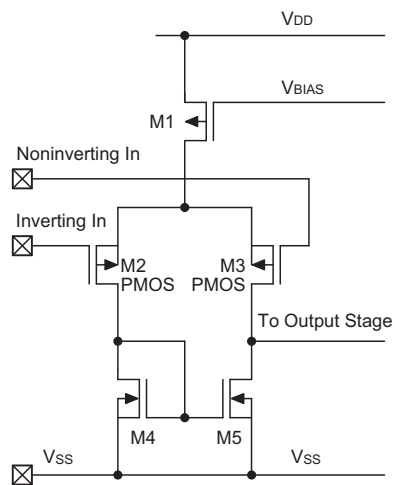 VDD
VBIAS
M1
Noninverting In
Inverting In
M2
PMOS
M3
PMOS
To Output Stage
M4
M5
VSS
VSS